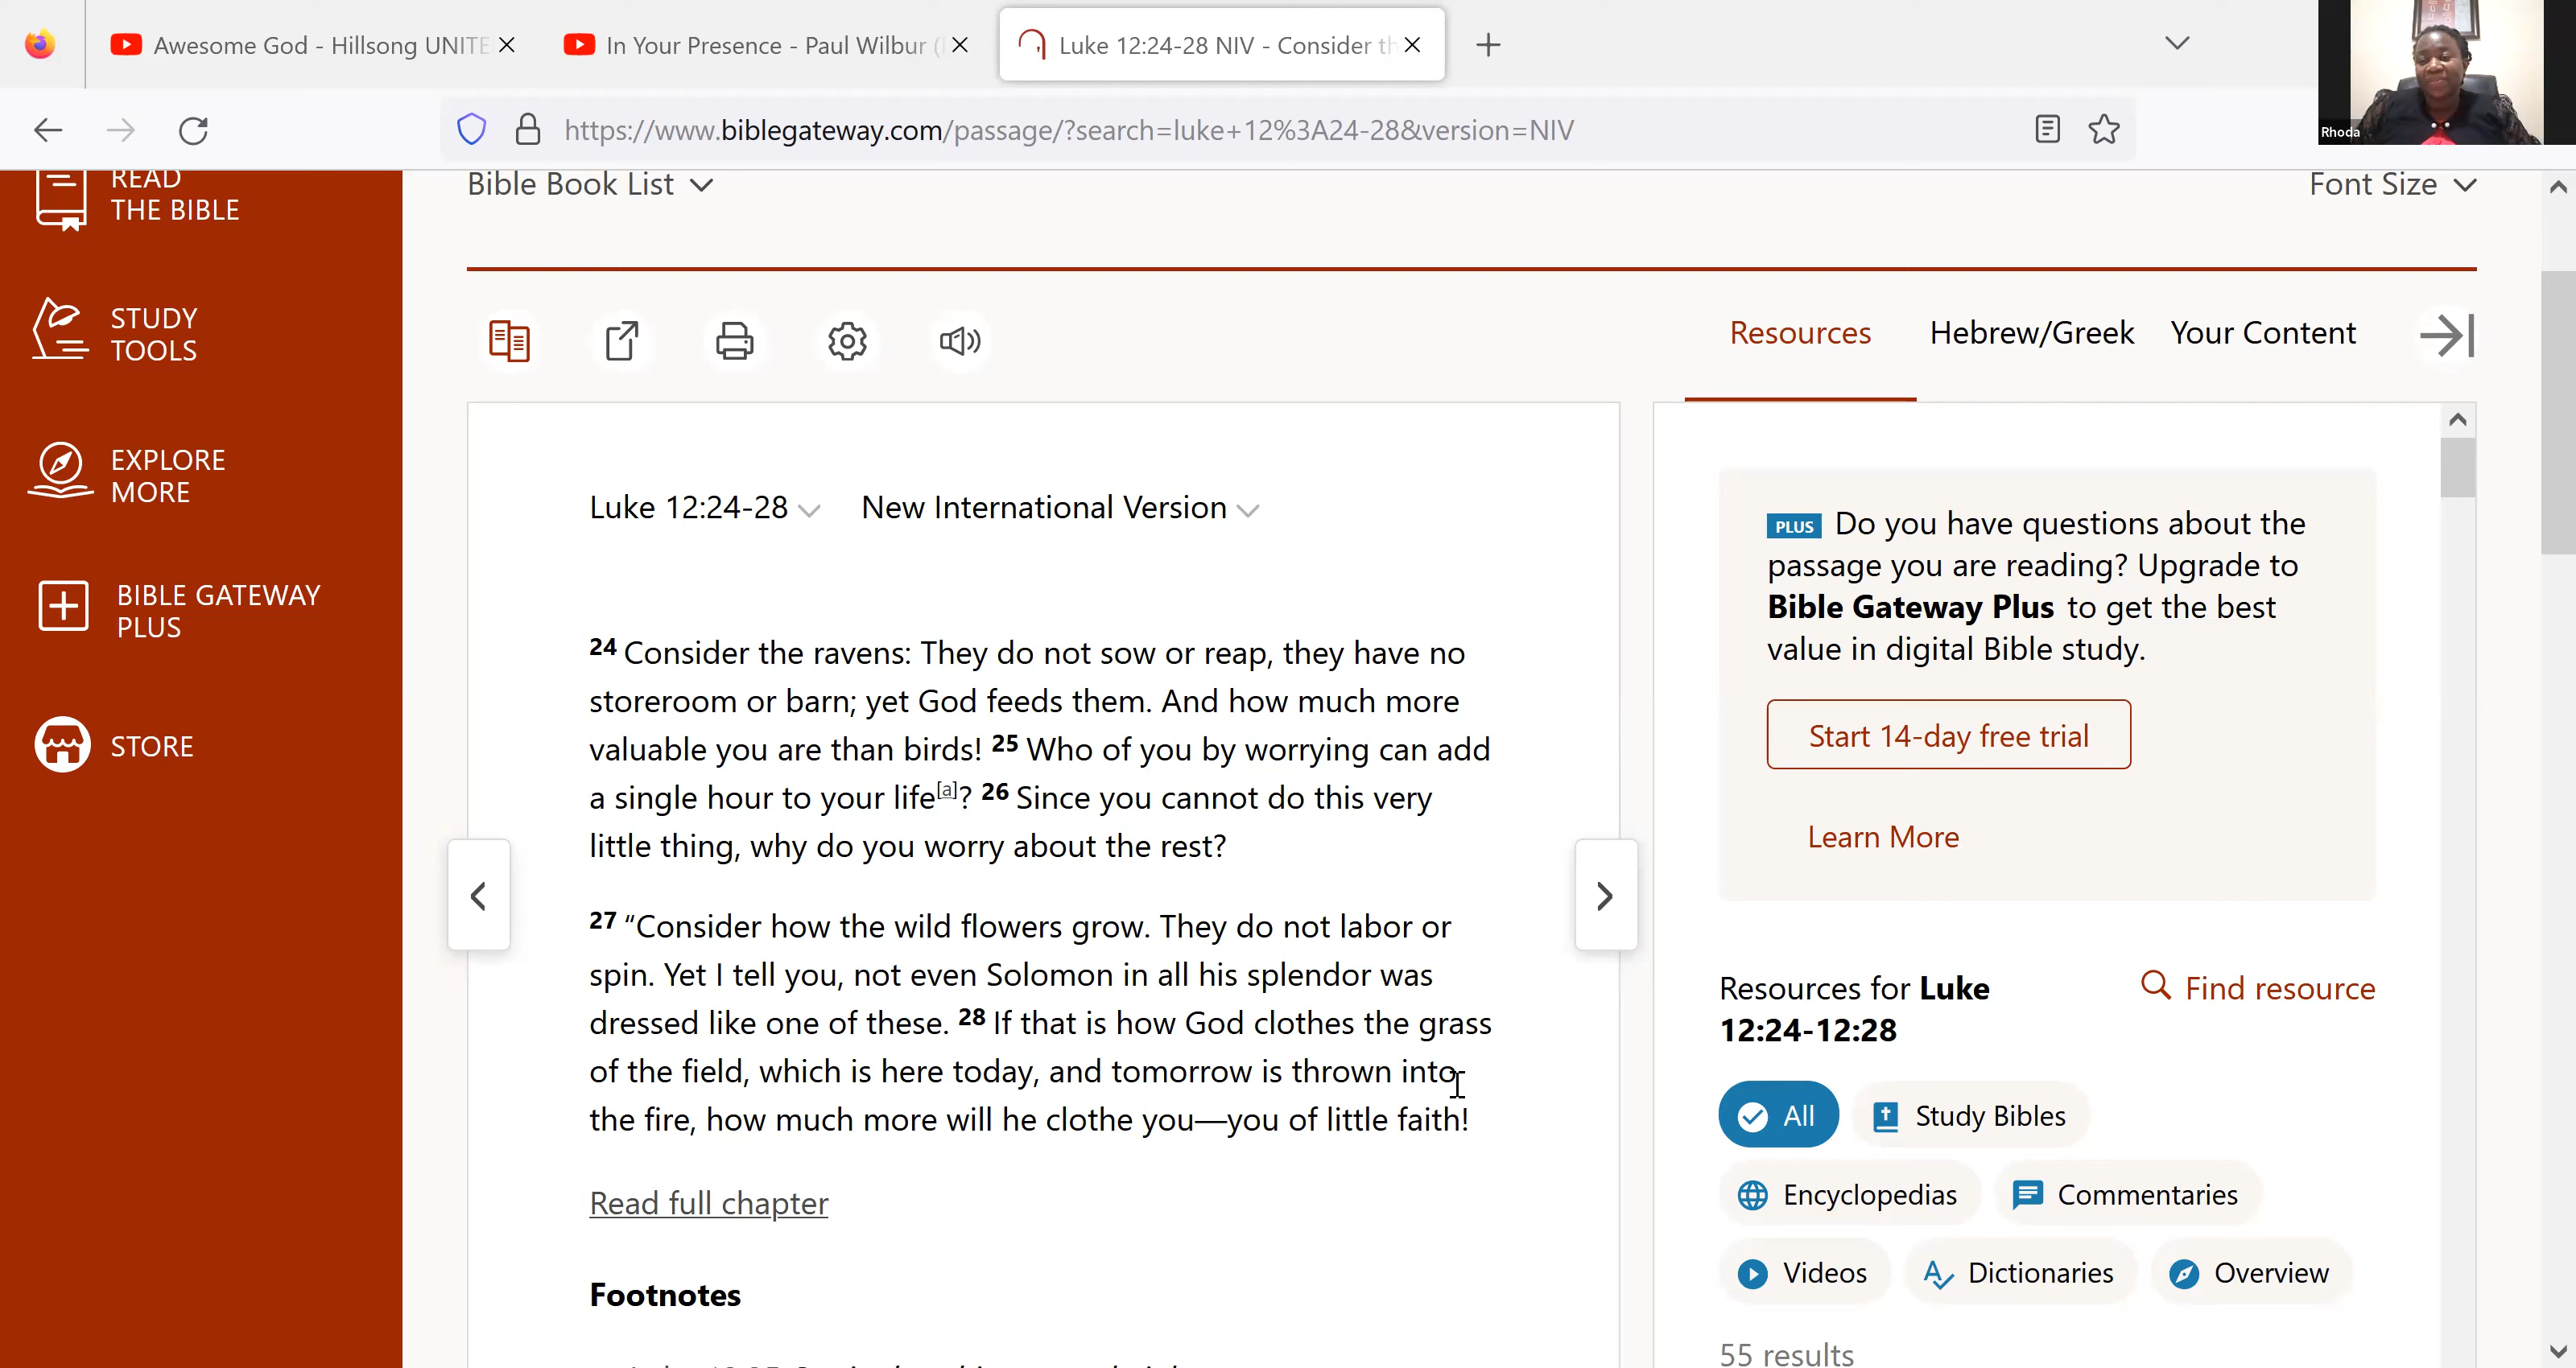 Awesome God - Hillsong UNITE
In Your Presence - Paul Wilbur (
Luke 12:24-28 NIV - Consider th
https://www.biblegateway.com/passage/?search=luke+12%3A24-28&version=NIV
Rhoda
READ
THE BIBLE
STUDY
TOOLS
EXPLORE
MORE
BIBLE GATEWAY
PLUS
STORE
Bible Book List
Font Size
Resources Hebrew/Greek Your Content
Luke 12:24-28 New International Version
24 Consider the ravens: They do not sow or reap, they have no
storeroom or barn; yet God feeds them. And how much more
valuable you are than birds! 25 Who of you by worrying can add
a single hour to your life[a]? 26 Since you cannot do this very
little thing, why do you worry about the rest?
27 “Consider how the wild flowers grow. They do not labor or
spin. Yet I tell you, not even Solomon in all his splendor was
dressed like one of these. 28 If that is how God clothes the grass
of the field, which is here today, and tomorrow is thrown into
the fire, how much more will he clothe you—you of little faith!
Read full chapter
Footnotes
PLUS Do you have questions about the
passage you are reading? Upgrade to
Bible Gateway Plus to get the best
value in digital Bible study.
Start 14-day free trial
Learn More
Resources for Luke
12:24-12:28
Find resource
All Study Bibles
Encyclopedias Commentaries
Videos Dictionaries Overview
55 results